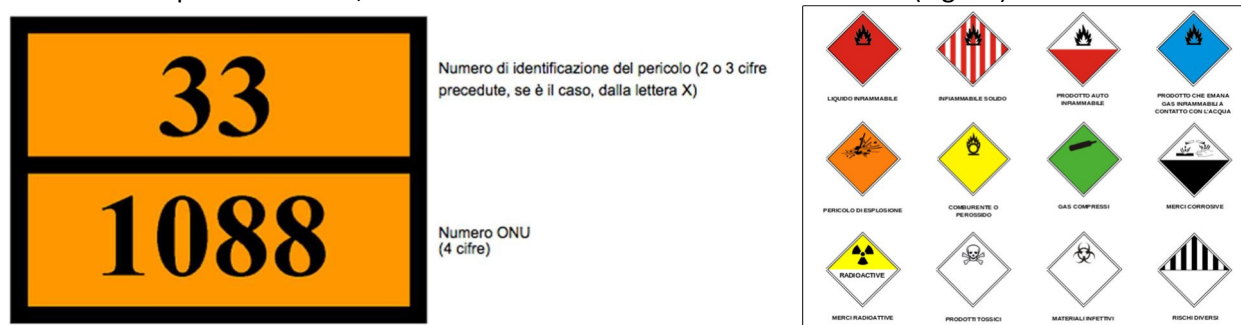 33
Numero di identificazione del pericolo (2 o 3 cifre
precedute, se è il caso, dalla lettera X)
1088
Numero ONU
(4 cifre)
LIQUIDO INFIAMMABILE
INFIAMMABILE SOLIDO
PRODOTTO AUTO
INFIAMMABILE
PRODOTTO CHE EMANA
GAS INFIAMMABILI A
CONTATTO CON L'ACQUA
PERICOLO DI ESPLOSIONE
COMBURENTE O
PEROSSIDO
GAS COMPRESSI
MERCI CORROSIVE
RADIOACTIVE
MERCI RADIOATTIVE
PRODOTTI TOSSICI
MATERIALI INFETTIVI
RISCHI DIVERSI